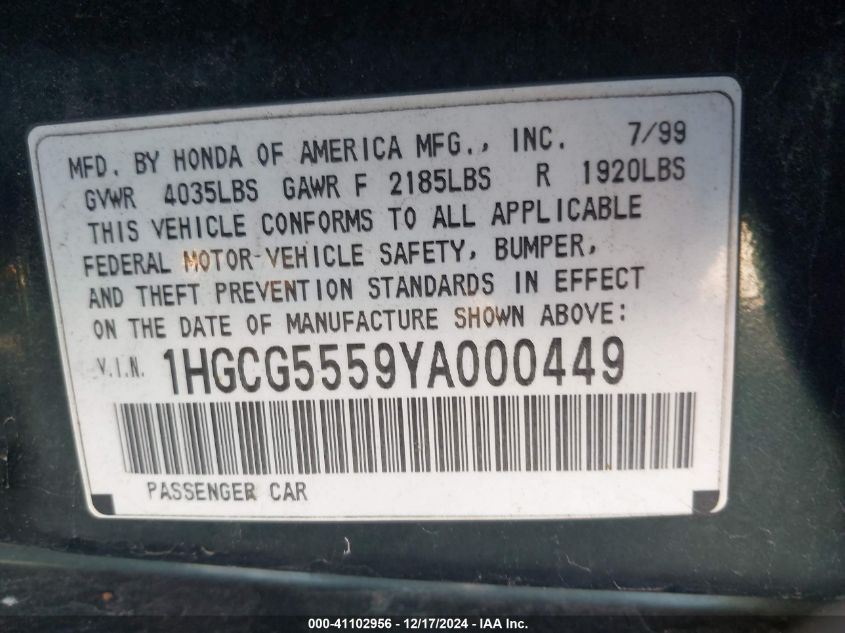 MFD. BY HONDA OF AMERICA MFG., INC. 7/99
GVWR 4035LBS GAWR F 2185LBS R 1920LBS
THIS VEHICLE CONFORMS TO ALL APPLICABLE
FEDERAL MOTOR-VEHICLE SAFETY, BUMPER,
AND THEFT PREVENTION STANDARDS IN EFFECT
ON THE DATE OF MANUFACTURE SHOWN ABOVE:
V.I.N. 1HGCG5559YA000449
PASSENGER CAR
000-41102956 - 12/17/2024 - IAA Inc.